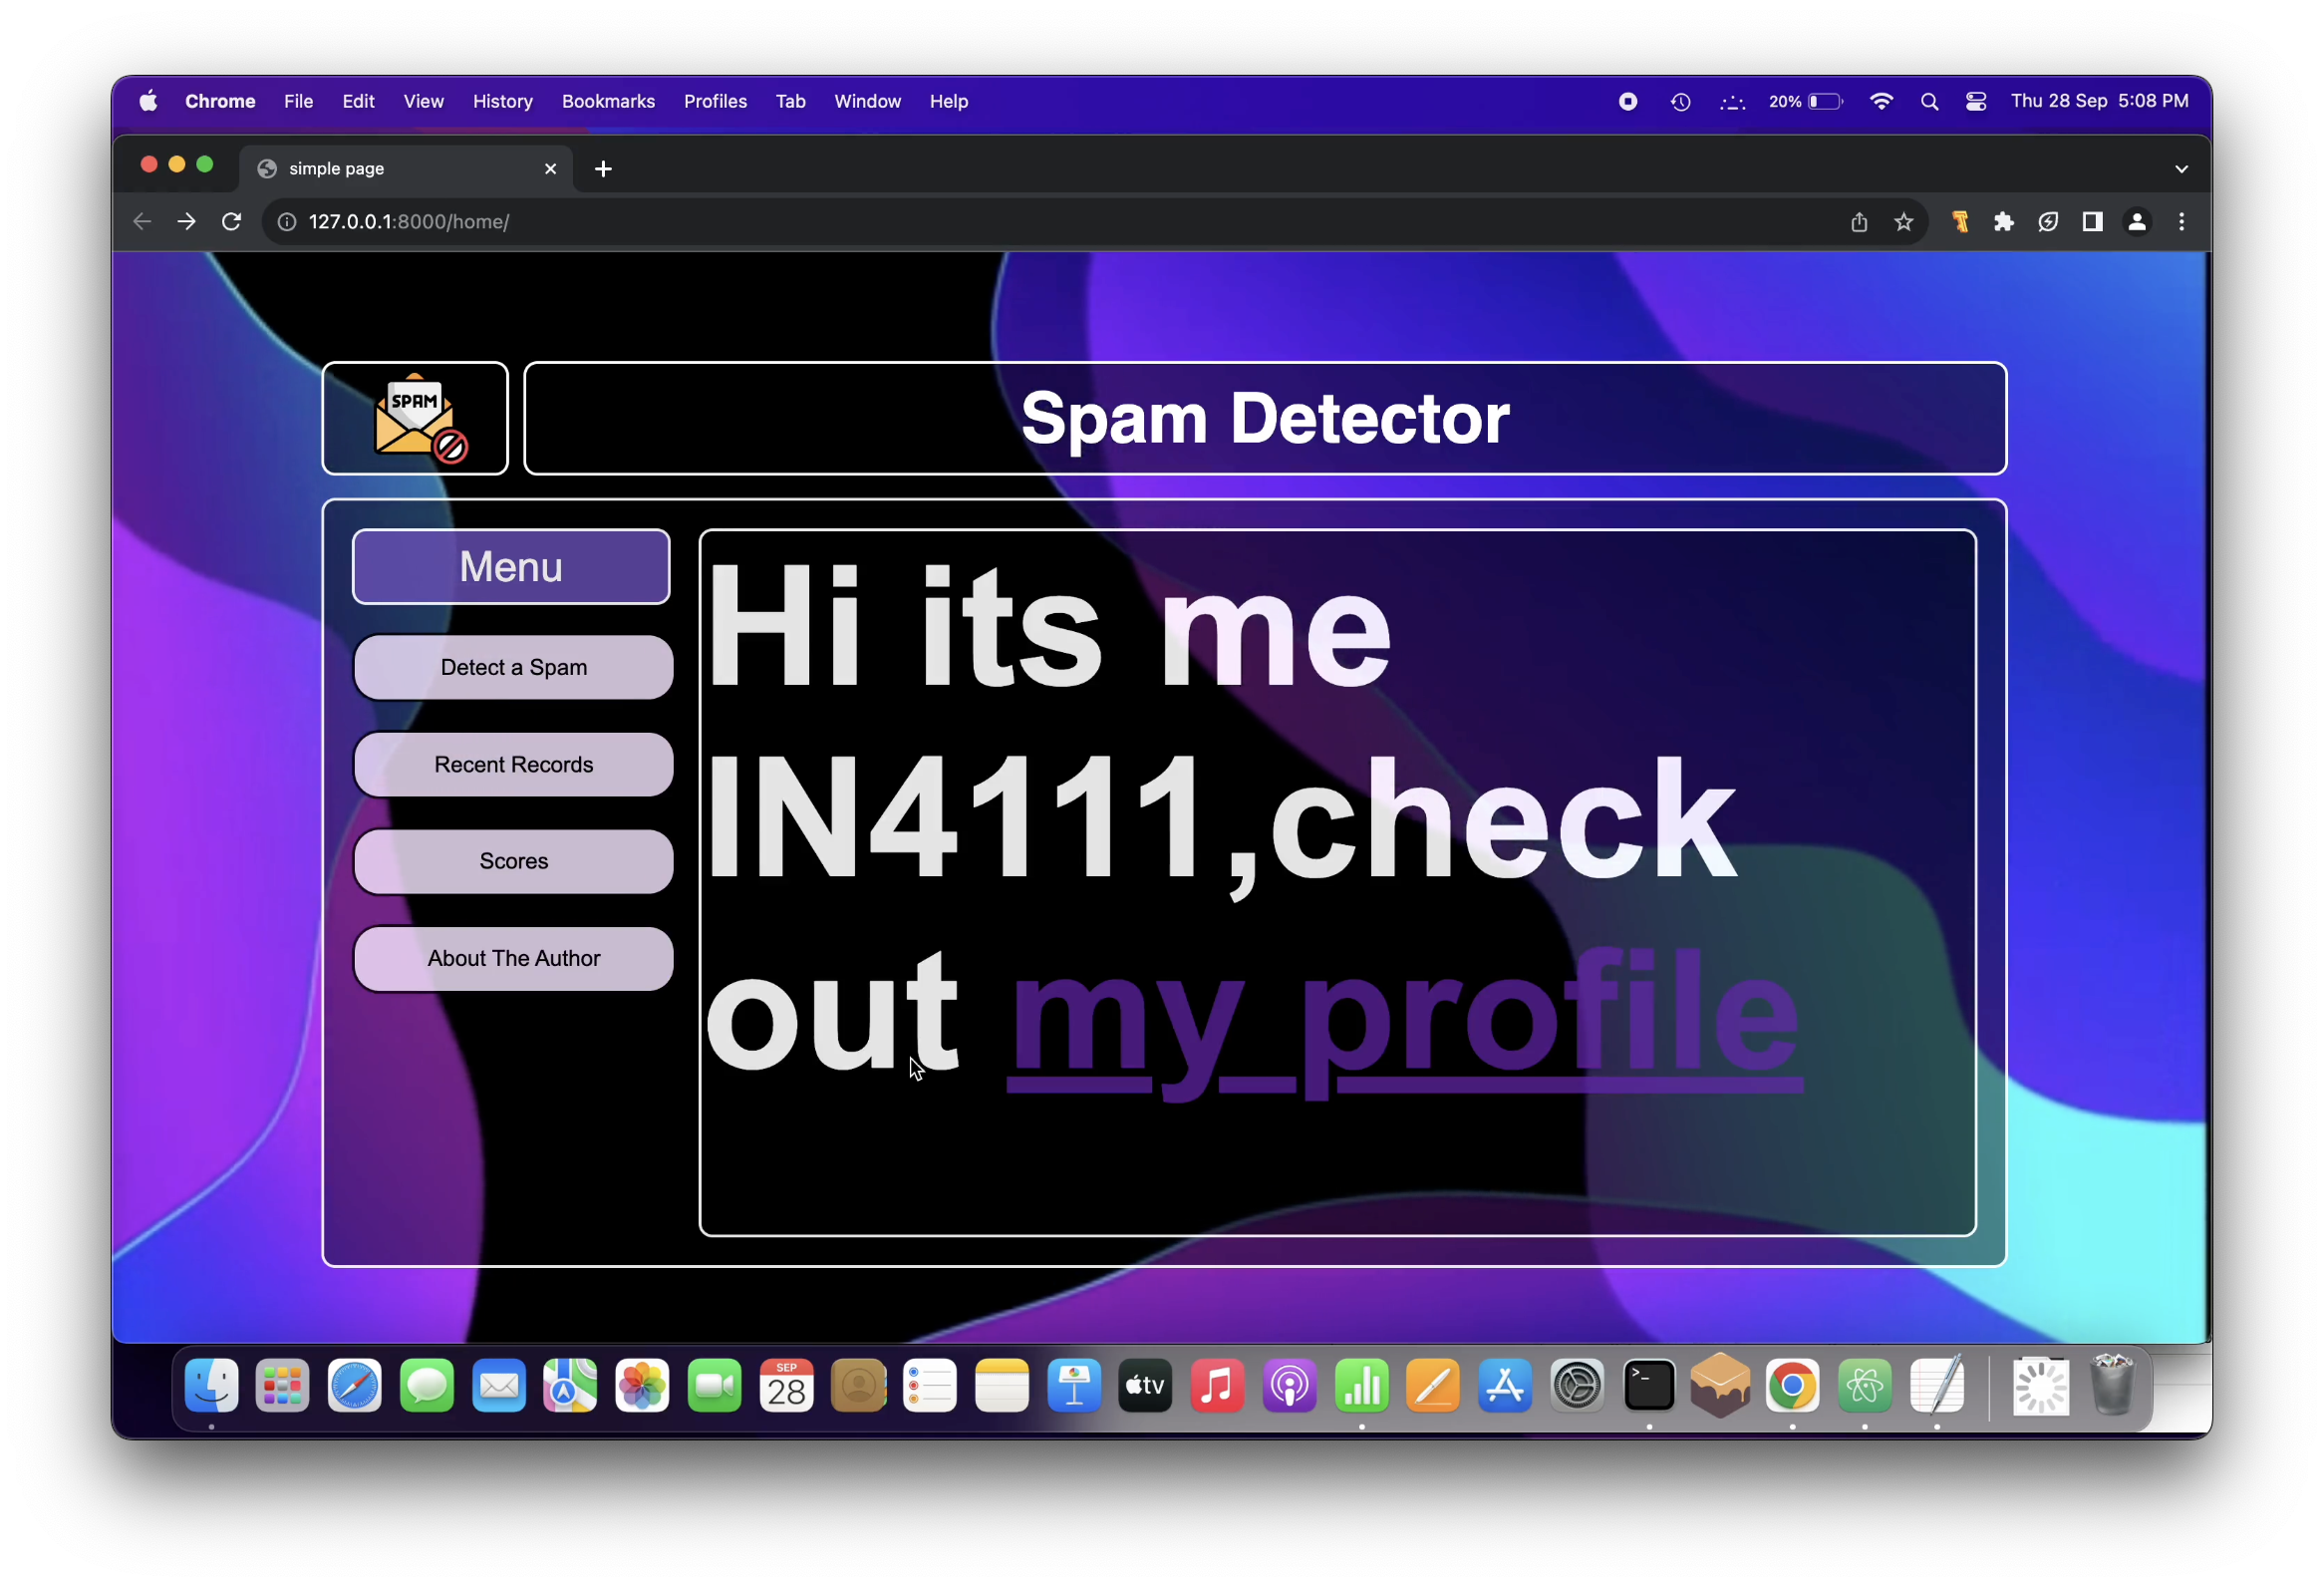 Chrome File Edit View History Bookmarks Profiles Tab Window Help 20% Thu 28 Sep 5:08 PM
simple page
127.0.0.1:8000/home/
SPAM
Spam Detector
Menu
Detect a Spam
Recent Records
Scores
About The Author
Hi its me
IN4111,check
out my profile
SEP
28
tv
>_